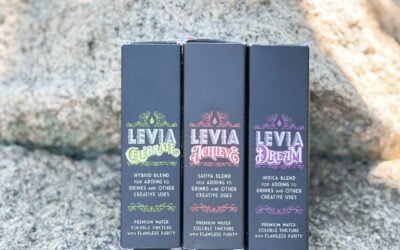 LEVIA
CELEBRATE
HYBRID BLEND
FOR ADDING TO
DRINKS AND OTHER
CREATIVE USES
PREMIUM WATER
SOLUBLE TINCTURE
WITH FLAWLESS PURITY
LEVIA
ACHIEVE
SATIVA BLEND
FOR ADDING TO
DRINKS AND OTHER
CREATIVE USES
PREMIUM WATER
SOLUBLE TINCTURE
WITH FLAWLESS PURITY
LEVIA
DREAM
INDICA BLEND
FOR ADDING TO
DRINKS AND OTHER
CREATIVE USES
PREMIUM WATER
SOLUBLE TINCTURE
WITH FLAWLESS PURITY